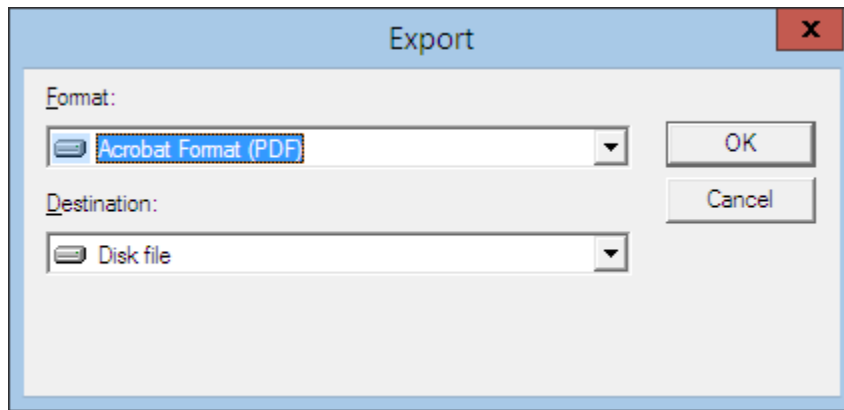 Export
x
Format:
Acrobat Format (PDF)
OK
Destination:
Cancel
Disk file